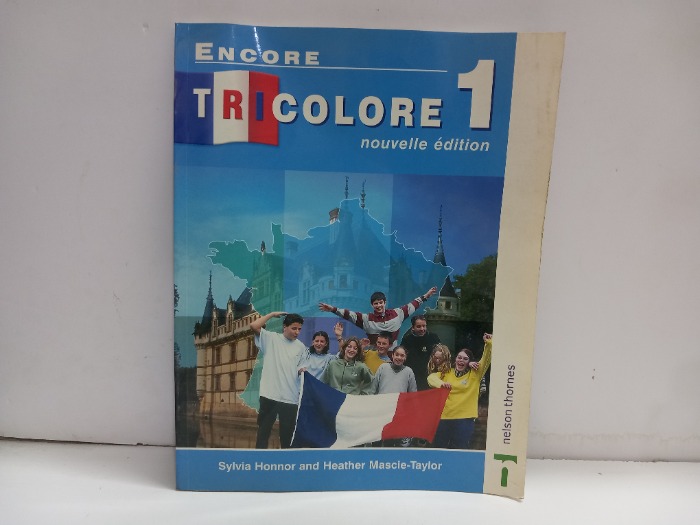 ENCORE
TRICOLORE 1
nouvelle édition
Sylvia Honnor and Heather Mascie-Taylor
nelson thornes